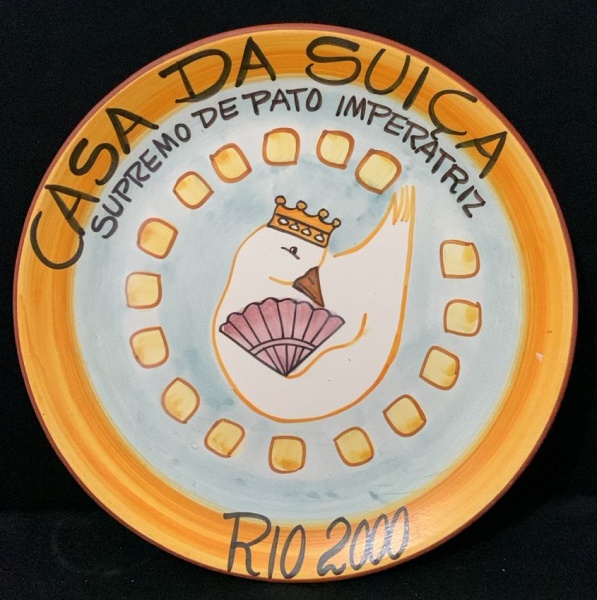 CASA DA SUIÇA
SUPREMO DE PATO IMPERATRIZ
RIO 2000